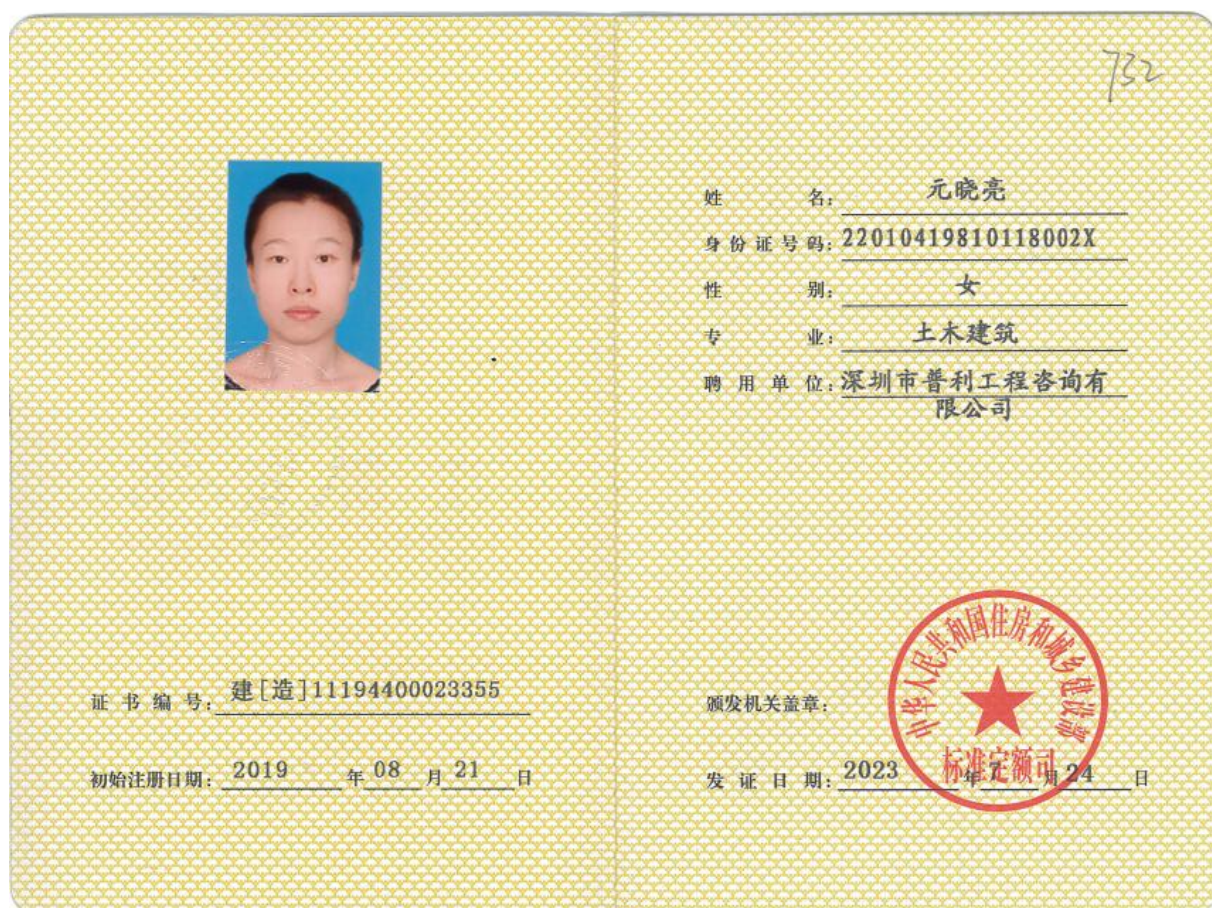 732
姓 名: 元晓亮
身份证号码: 22010419810118002X
性 别: 女
专 业: 土木建筑
聘用单位: 深圳市普利工程咨询有
限公司
证书编号: 建[造]11194400023355
初始注册日期: 2019 年 08 月 21 日
颁发机关盖章:
中华人民共和国住房和城乡建设部
标准定额司
发证日期: 2023 年 7 月 24 日